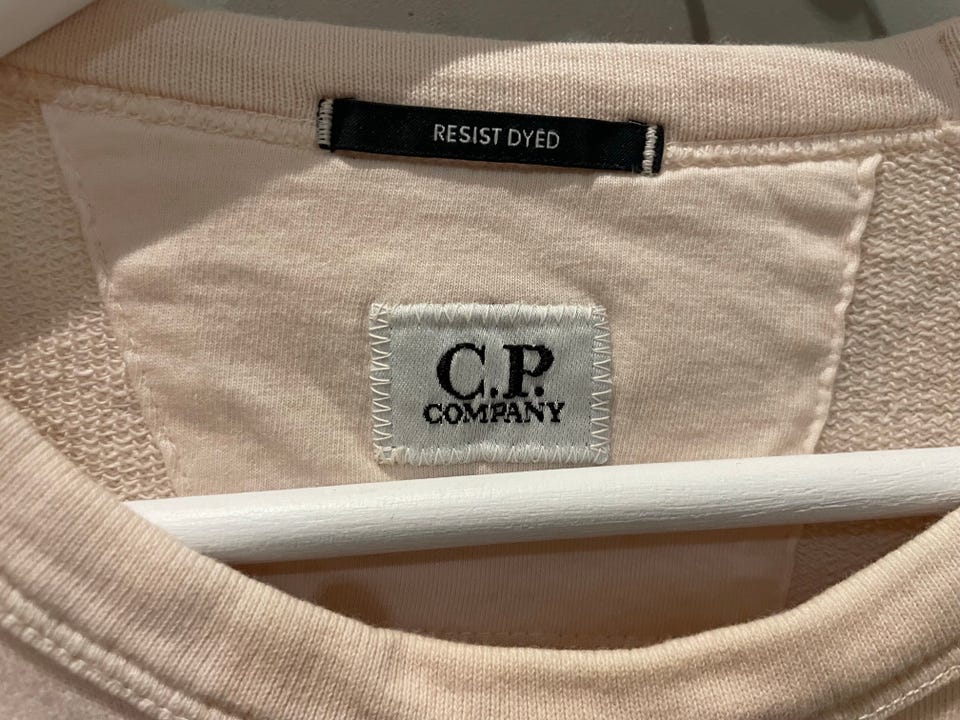 RESIST DYED
C.P.
COMPANY